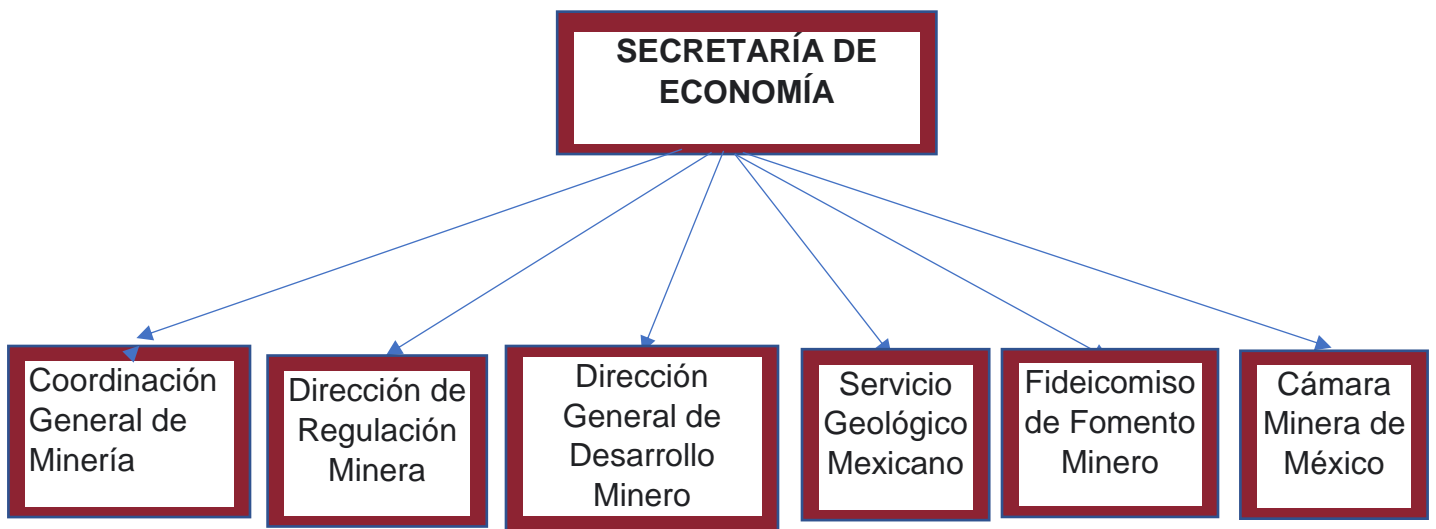 SECRETARÍA DE
ECONOMÍA
Coordinación
General de
Minería
Dirección de
Regulación
Minera
Dirección
General de
Desarrollo
Minero
Servicio
Geológico
Mexicano
Fideicomiso
de Fomento
Minero
Cámara
Minera de
México